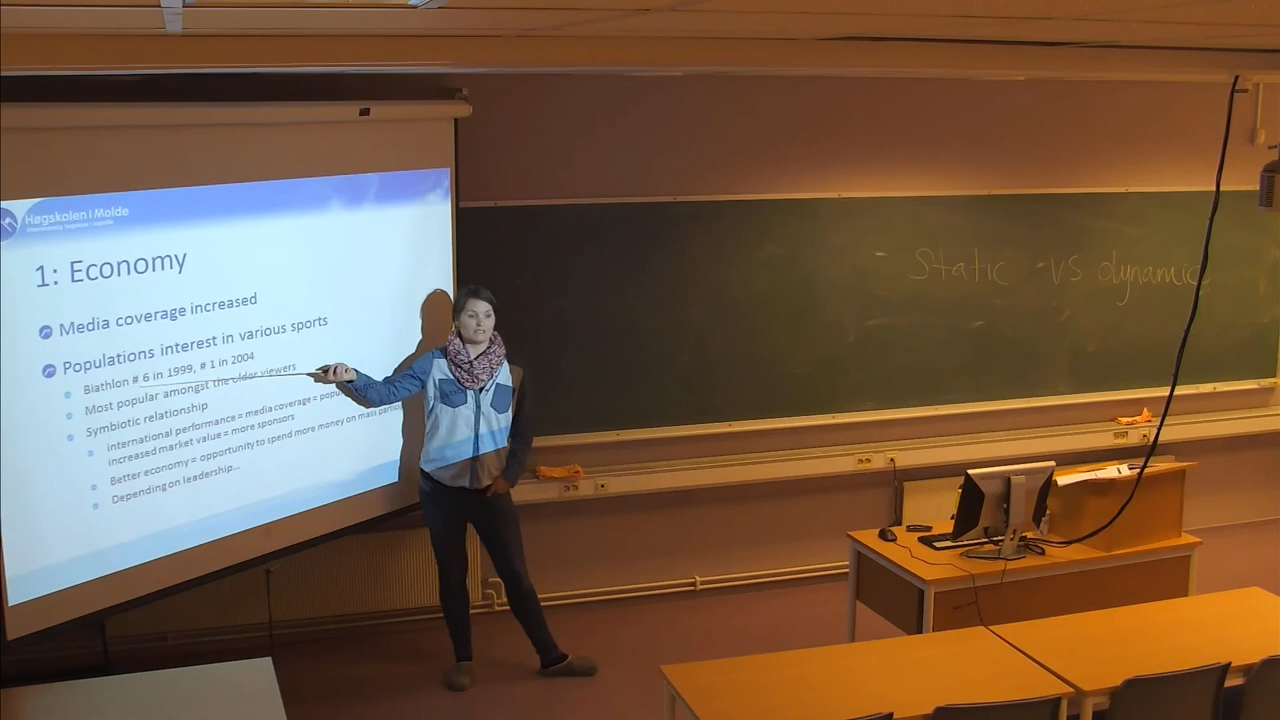 Høgskolen i Molde
1: Economy
Media coverage increased
Populations interest in various sports
Biathlon # 6 in 1999, # 1 in 2004
Most popular amongst the older viewers
Symbiotic relationship
international performance = media coverage =
increased market value = more sponsors
Better economy = opportunity to spend more money on mass
Depending on leadership...
Static vs dynamic